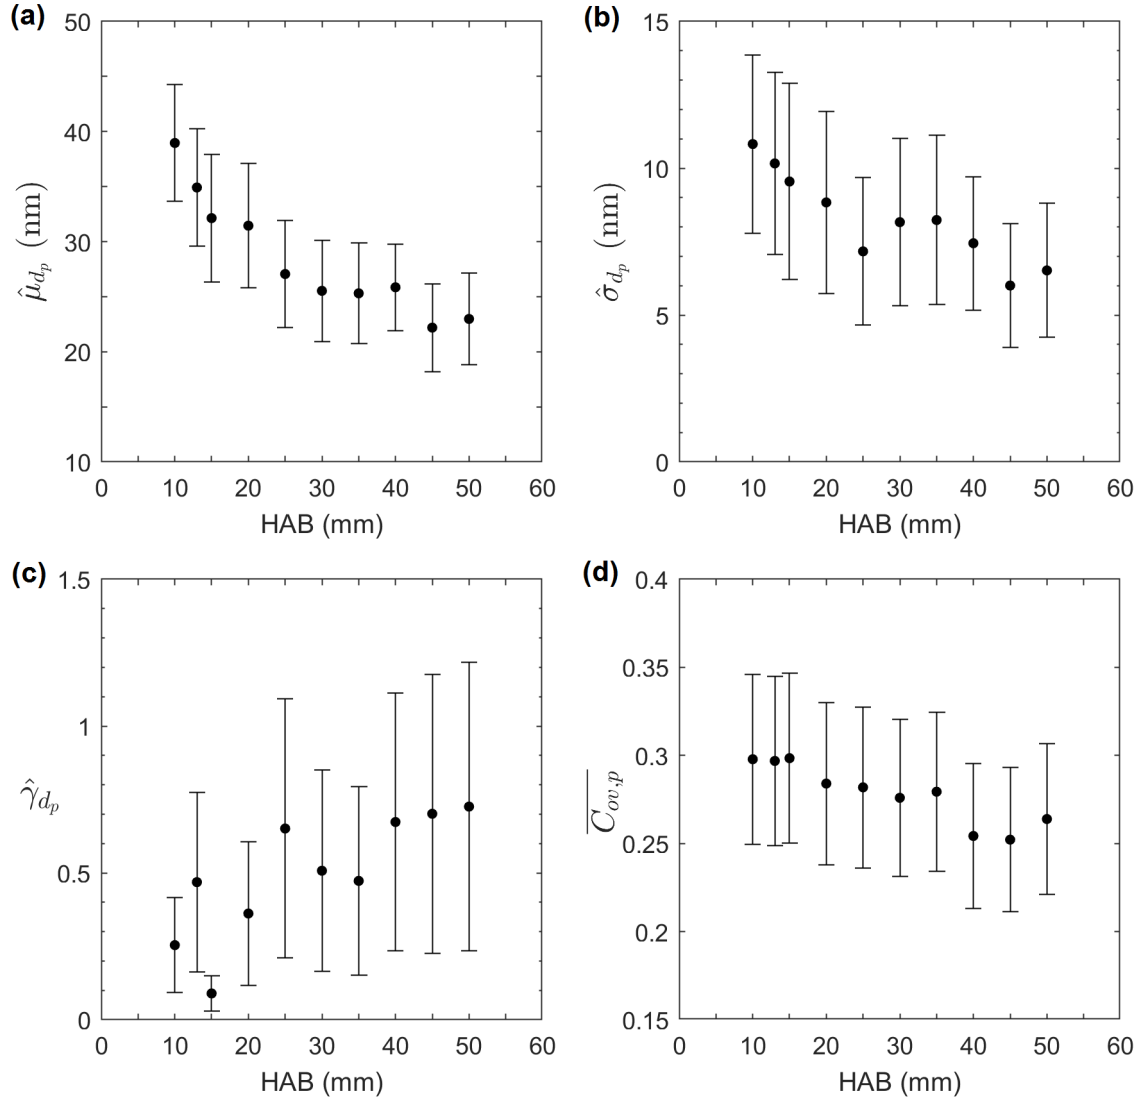 (a)
50
40
30
20
10
0 10 20 30 40 50 60
HAB (mm)
μ̂_{d_p} (nm)
(b)
15
10
5
0
0 10 20 30 40 50 60
HAB (mm)
σ̂_{d_p} (nm)
(c)
1.5
1
0.5
0
0 10 20 30 40 50 60
HAB (mm)
γ̂_{d_p}
(d)
0.4
0.35
0.3
0.25
0.2
0.15
0 10 20 30 40 50 60
HAB (mm)
\overline{C_{ov,p}}